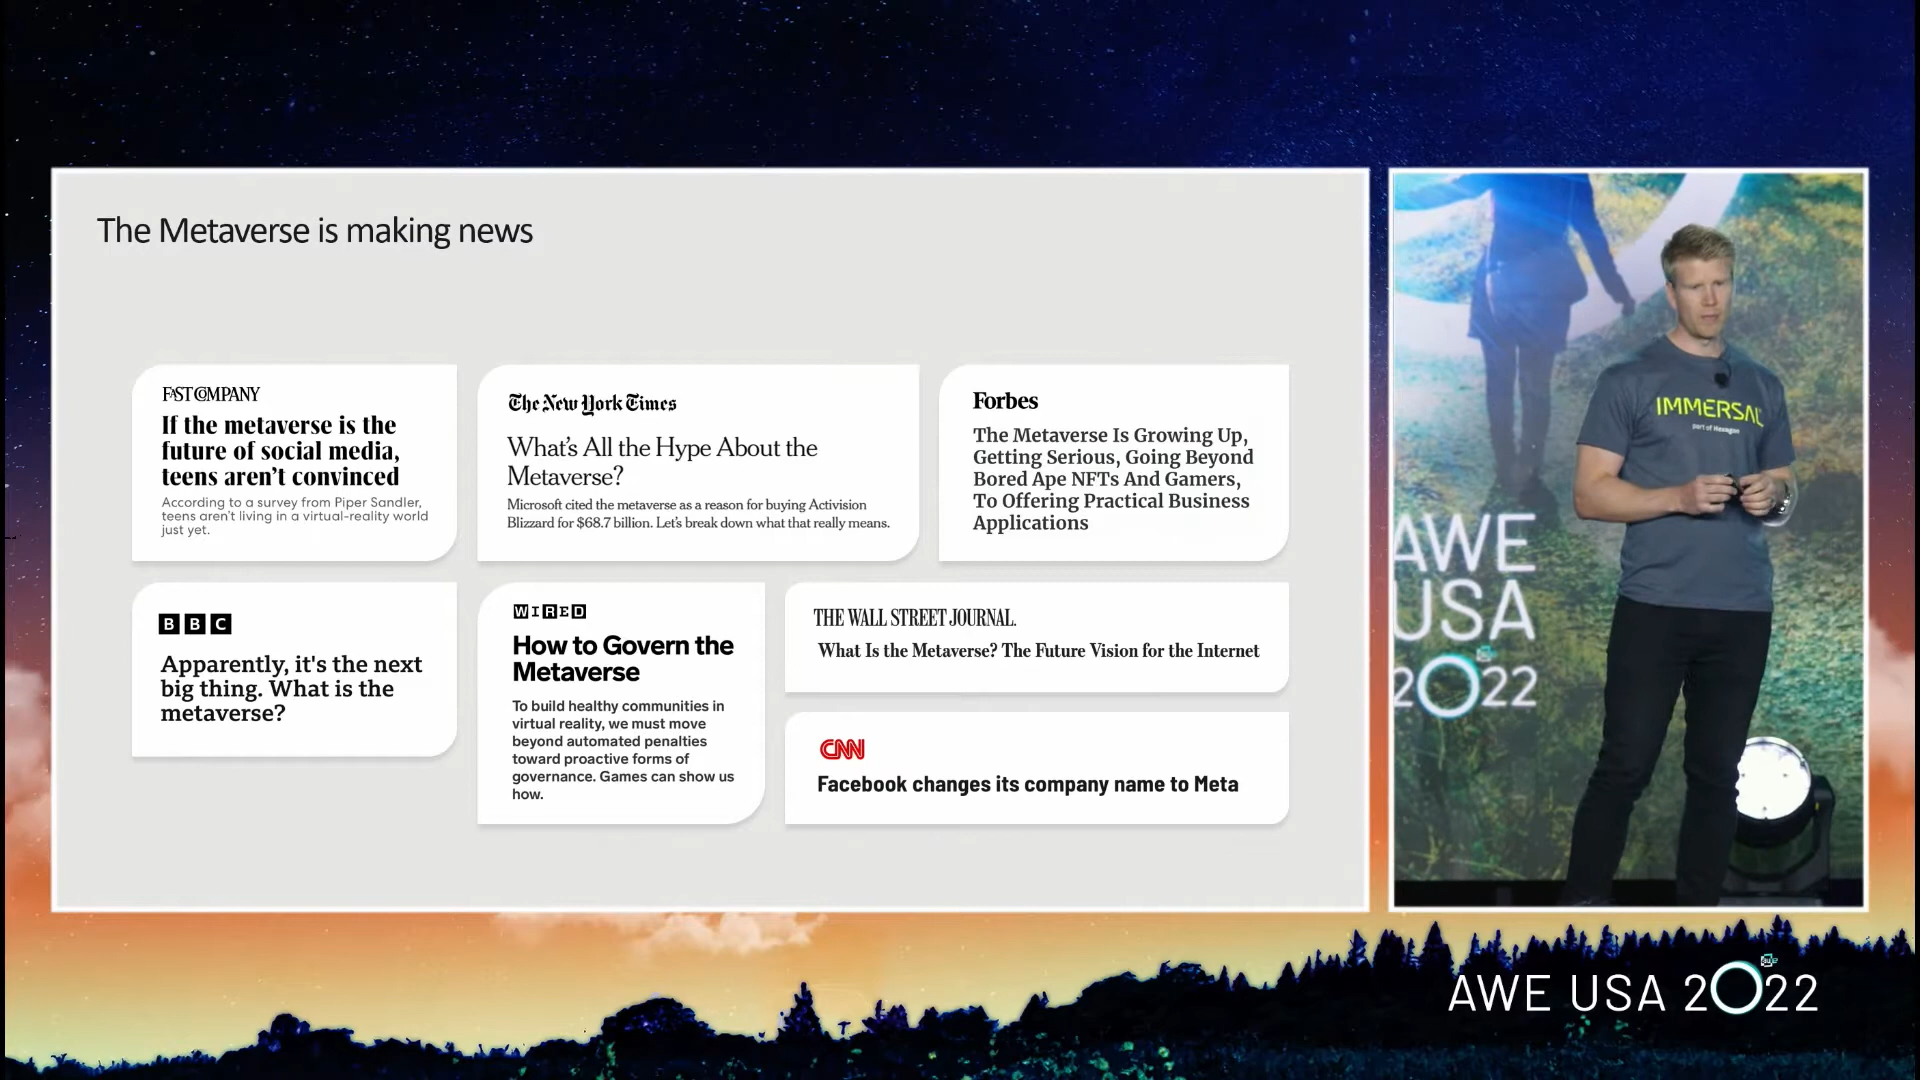 The Metaverse is making news
FAST COMPANY
If the metaverse is the
future of social media,
teens aren't convinced
According to a survey from Piper Sandler,
teens aren't living in a virtual-reality world
just yet.
The New York Times
What's All the Hype About the
Metaverse?
Microsoft cited the metaverse as a reason for buying Activision
Blizzard for $68.7 billion. Let's break down what that really means.
Forbes
The Metaverse Is Growing Up,
Getting Serious, Going Beyond
Bored Ape NFTs And Gamers,
To Offering Practical Business
Applications
BBC
Apparently, it's the next
big thing. What is the
metaverse?
WIRED
How to Govern the
Metaverse
To build healthy communities in
virtual reality, we must move
beyond automated penalties
toward proactive forms of
governance. Games can show us
how.
THE WALL STREET JOURNAL.
What Is the Metaverse? The Future Vision for the Internet
CNN
Facebook changes its company name to Meta
IMMERSAL
part of Hexagon
AWE
USA
2022
AWE USA 2022